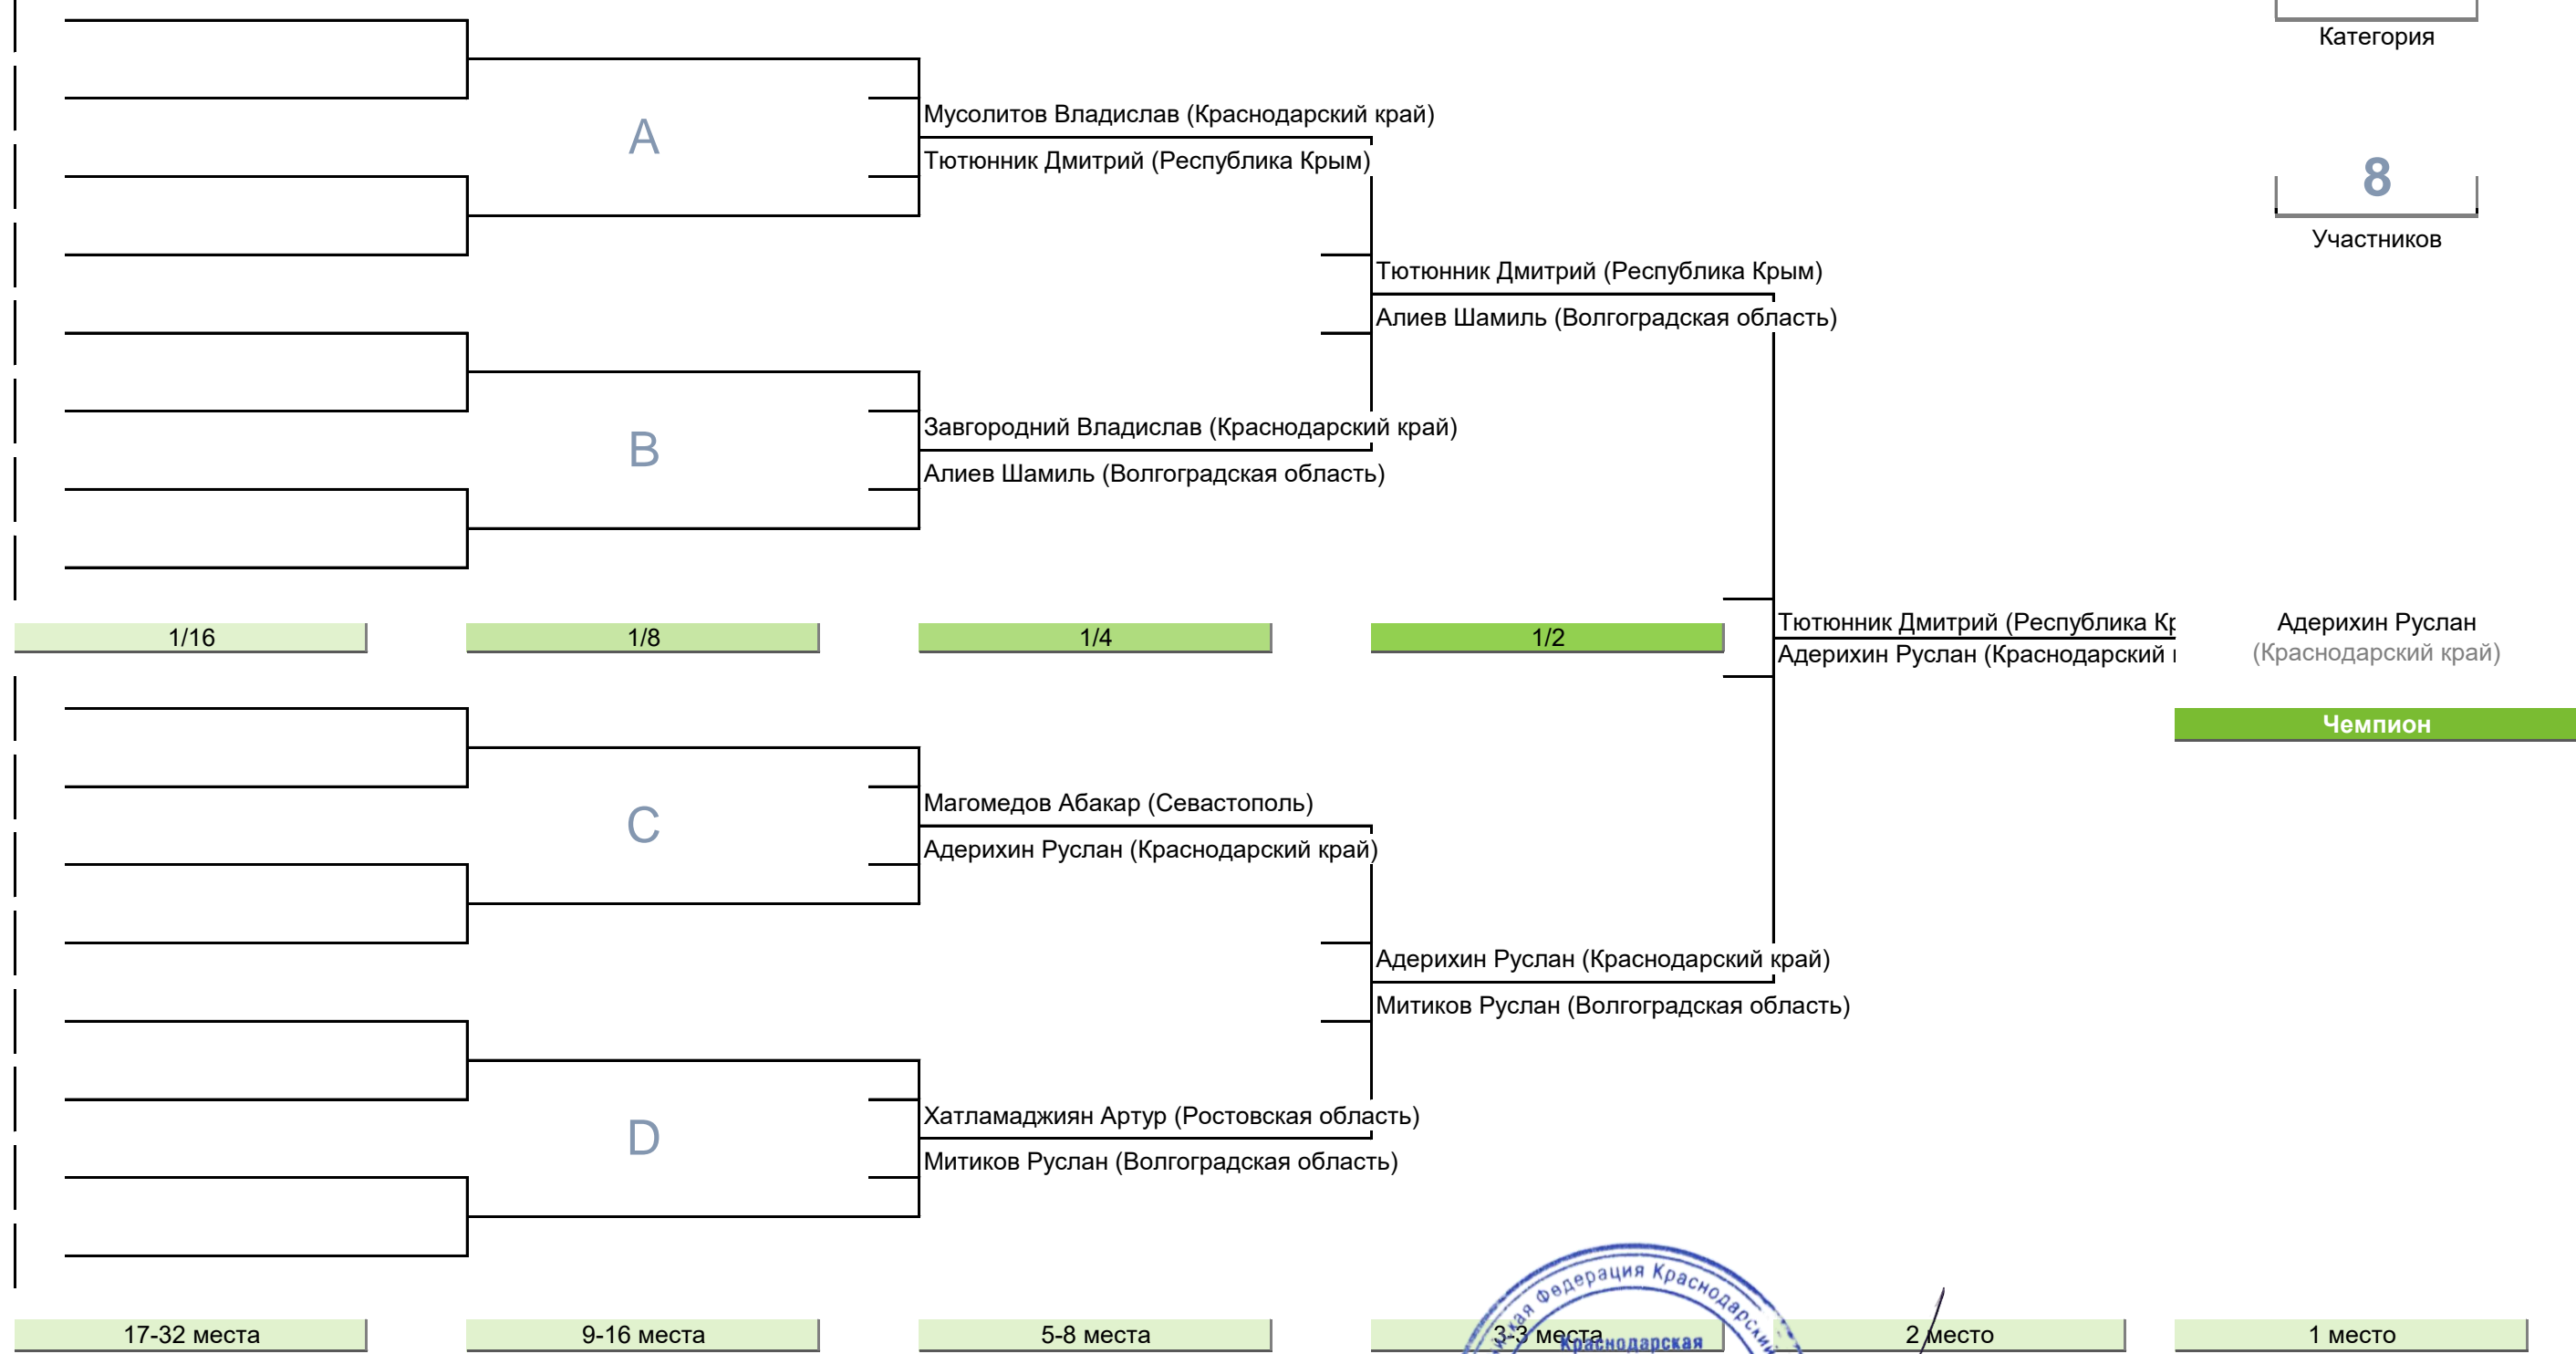 Категория
Мусолитов Владислав (Краснодарский край)
A
Тютюнник Дмитрий (Республика Крым)
8
Участников
Тютюнник Дмитрий (Республика Крым)
Алиев Шамиль (Волгоградская область)
Завгородний Владислав (Краснодарский край)
B
Алиев Шамиль (Волгоградская область)
1/16
1/8
1/4
1/2
Тютюнник Дмитрий (Республика Кр
Адерихин Руслан (Краснодарский
Адерихин Руслан
(Краснодарский край)
Чемпион
Магомедов Абакар (Севастополь)
C
Адерихин Руслан (Краснодарский край)
Адерихин Руслан (Краснодарский край)
Митиков Руслан (Волгоградская область)
Хатламаджиян Артур (Ростовская область)
D
Митиков Руслан (Волгоградская область)
Федерация
17-32 места
9-16 места
5-8 места
3-3 места
2 место
1 место
Краснодарская